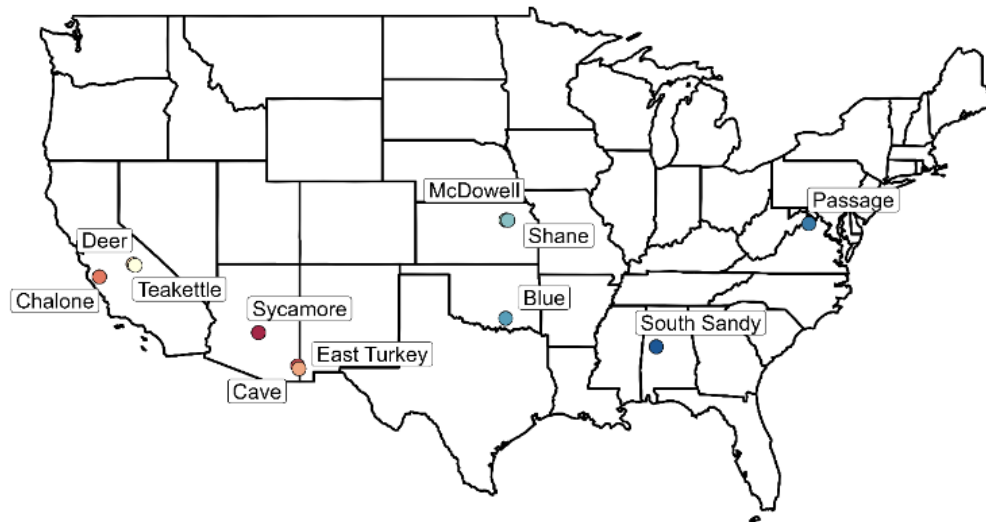 McDowell
Passage
Shane
Deer
Teakettle
Chalone
Blue
Sycamore
South Sandy
East Turkey
Cave